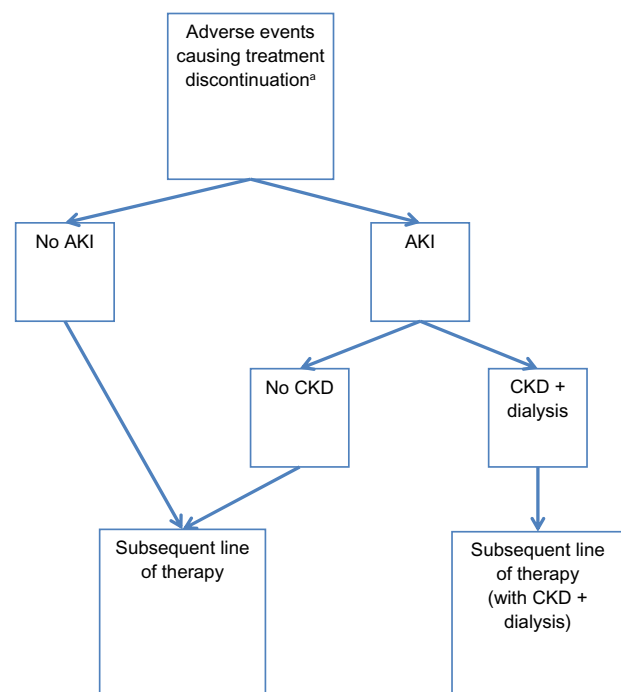 Adverse events
causing treatment
discontinuationᵃ
No AKI
AKI
No CKD
CKD +
dialysis
Subsequent line
of therapy
Subsequent line
of therapy
(with CKD +
dialysis)